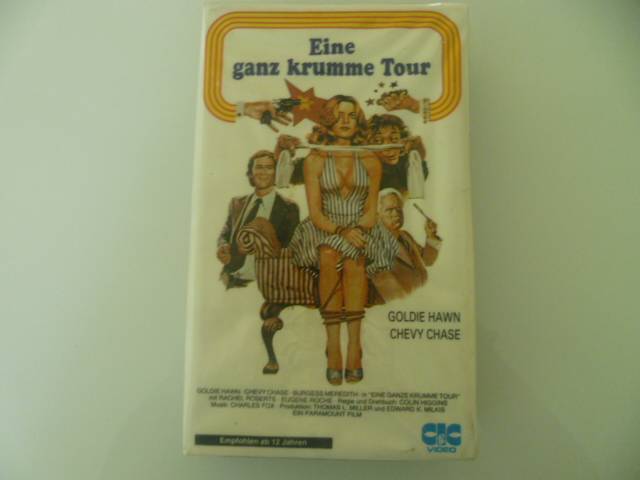 Eine
ganz krumme Tour
GOLDIE HAWN
CHEVY CHASE
GOLDIE HAWN · CHEVY CHASE · BURGESS MEREDITH · in "EINE GANZE KRUMME TOUR"
mit RACHEL ROBERTS · EUGENE ROCHE · Regie und Drehbuch: COLIN HIGGINS
Musik: CHARLES FOX · Produktion: THOMAS L. MILLER und EDWARD K. MILKIS
EIN PARAMOUNT FILM
Empfohlen ab 12 Jahren
CIC
VIDEO